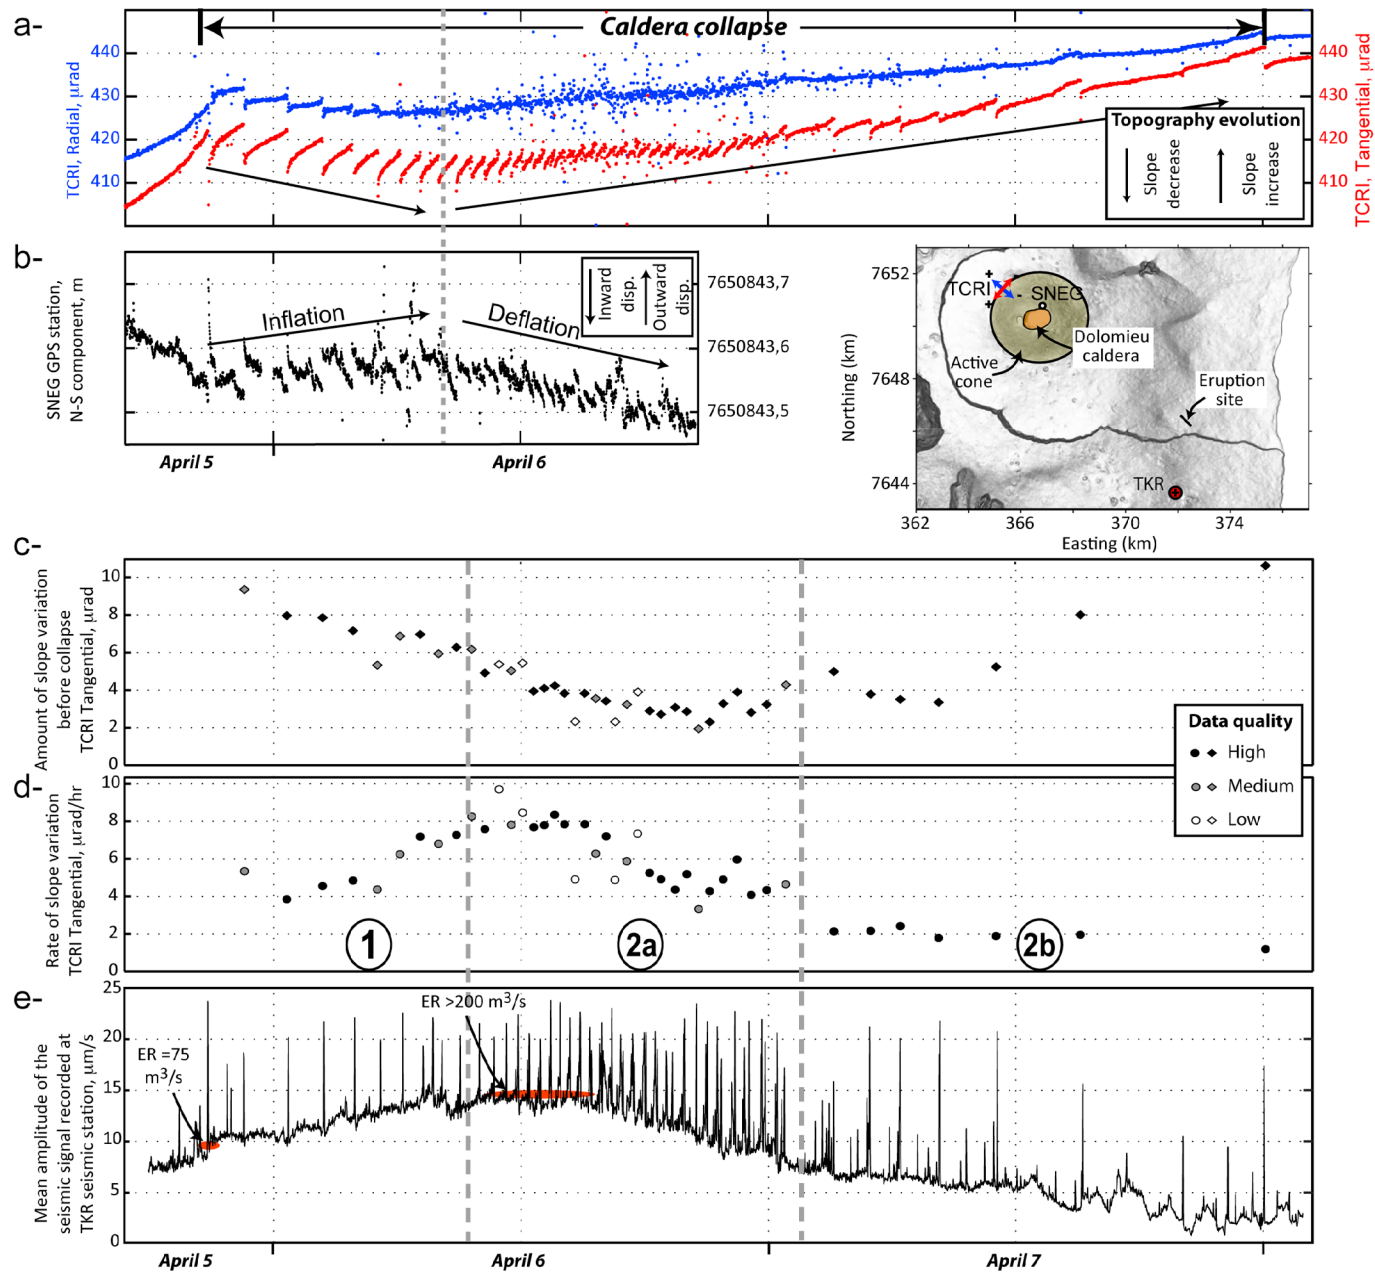 a-
Caldera collapse
TCRI, Radial, µrad
440
430
420
410
440
430
420
410
TCRI, Tangential, µrad
Topography evolution
Slope
decrease
Slope
increase
b-
SNEG GPS station,
N-S component, m
Inflation
Deflation
Inward
disp.
Outward
disp.
7650843,7
7650843,6
7650843,5
April 5
April 6
Northing (km)
7652
7648
7644
TCRI
SNEG
Dolomieu
caldera
Active
cone
Eruption
site
TKR
362
366
370
374
Easting (km)
c-
Amount of slope variation
before collapse
TCRI Tangential, µrad
10
8
6
4
2
0
Data quality
High
Medium
Low
d-
Rate of slope variation
TCRI Tangential, µrad/hr
10
8
6
4
2
0
1
2a
2b
e-
Mean amplitude of the
seismic signal recorded at
TKR seismic station, µm/s
25
20
15
10
5
0
ER =75
m³/s
ER >200 m³/s
April 5
April 6
April 7